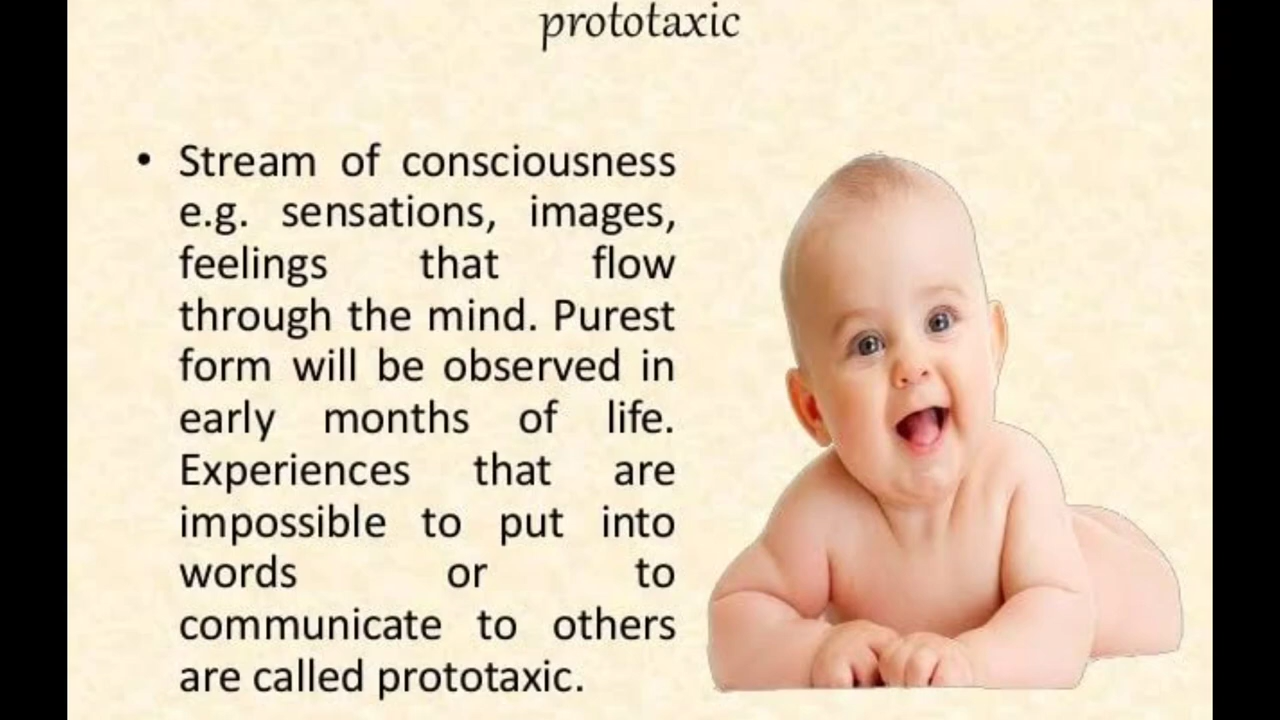 prototaxic
• Stream of consciousness
e.g. sensations, images,
feelings that flow
through the mind. Purest
form will be observed in
early months of life.
Experiences that are
impossible to put into
words or to
communicate to others
are called prototaxic.